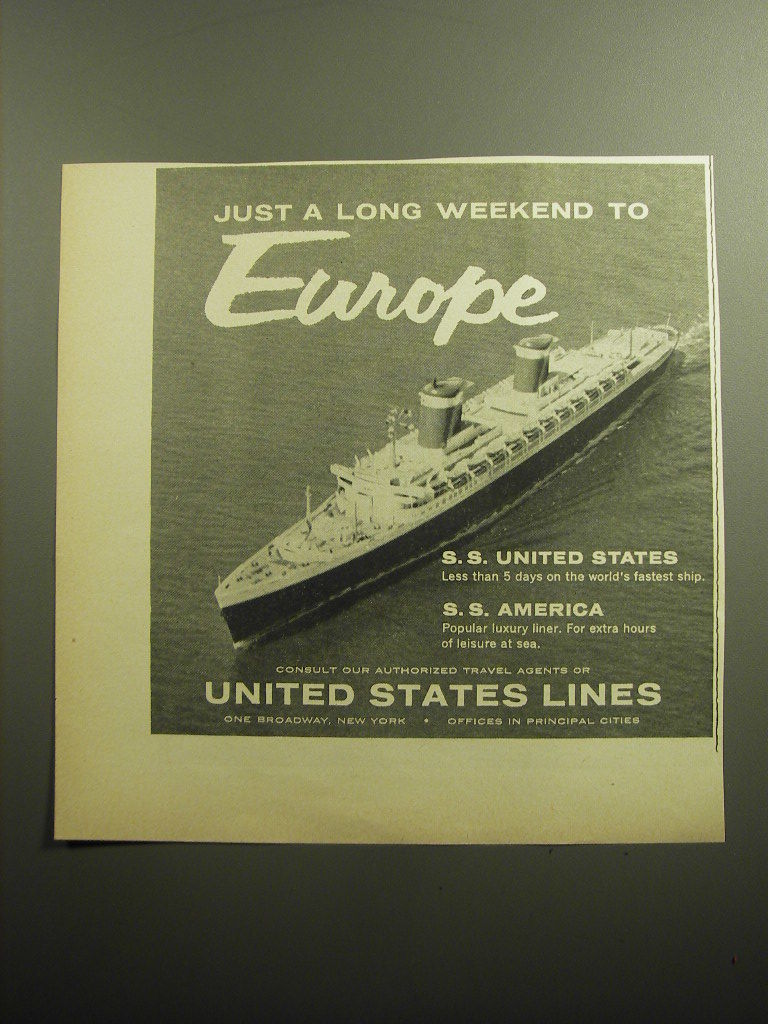 JUST A LONG WEEKEND TO
Europe
S.S. UNITED STATES
Less than 5 days on the world's fastest ship.
S.S. AMERICA
Popular luxury liner. For extra hours
of leisure at sea.
CONSULT OUR AUTHORIZED TRAVEL AGENTS OR
UNITED STATES LINES
ONE BROADWAY, NEW YORK • OFFICES IN PRINCIPAL CITIES